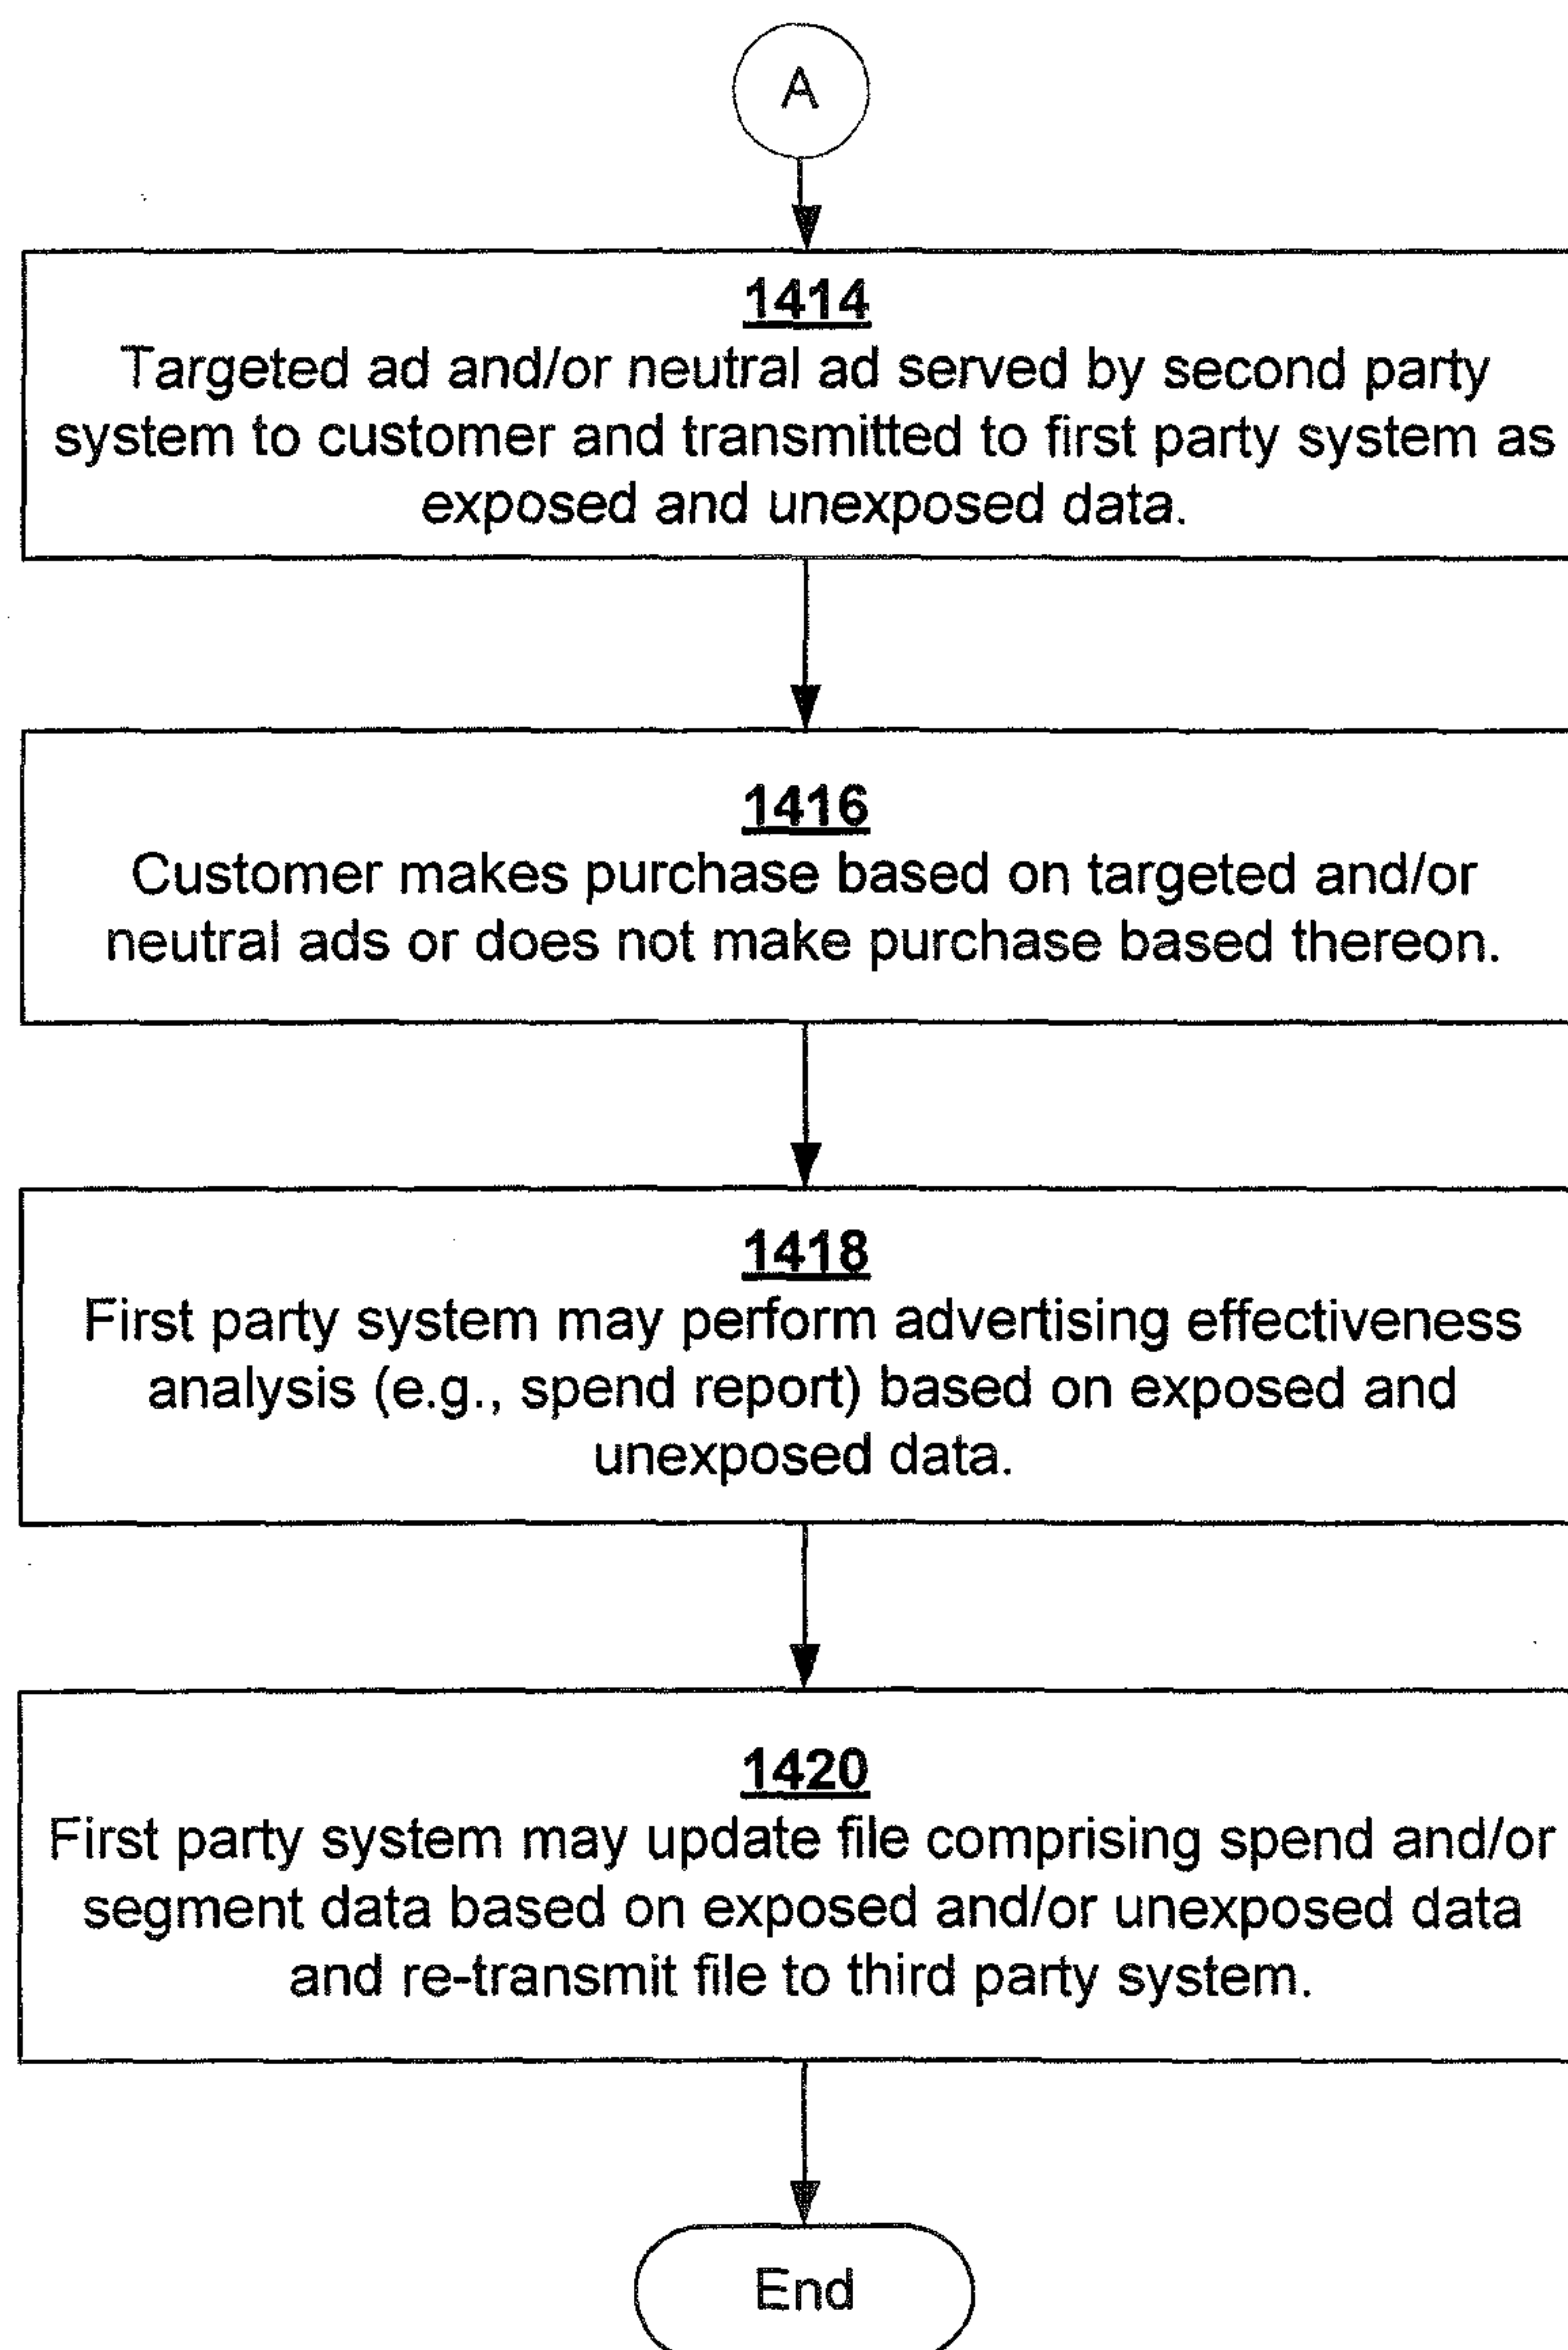 A
1414
Targeted ad and/or neutral ad served by second party
system to customer and transmitted to first party system as
exposed and unexposed data.
1416
Customer makes purchase based on targeted and/or
neutral ads or does not make purchase based thereon.
1418
First party system may perform advertising effectiveness
analysis (e.g., spend report) based on exposed and
unexposed data.
1420
First party system may update file comprising spend and/or
segment data based on exposed and/or unexposed data
and re-transmit file to third party system.
End